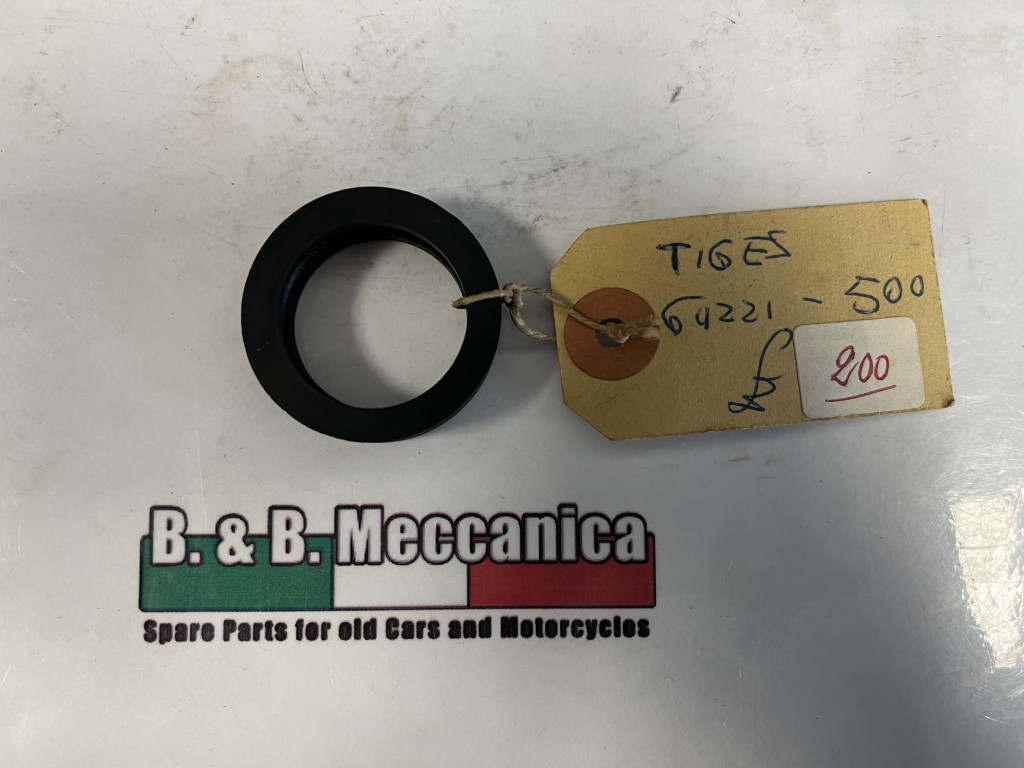 TIGES
64221 - 500
200
B. & B. Meccanica
Spare Parts for old Cars and Motorcycles